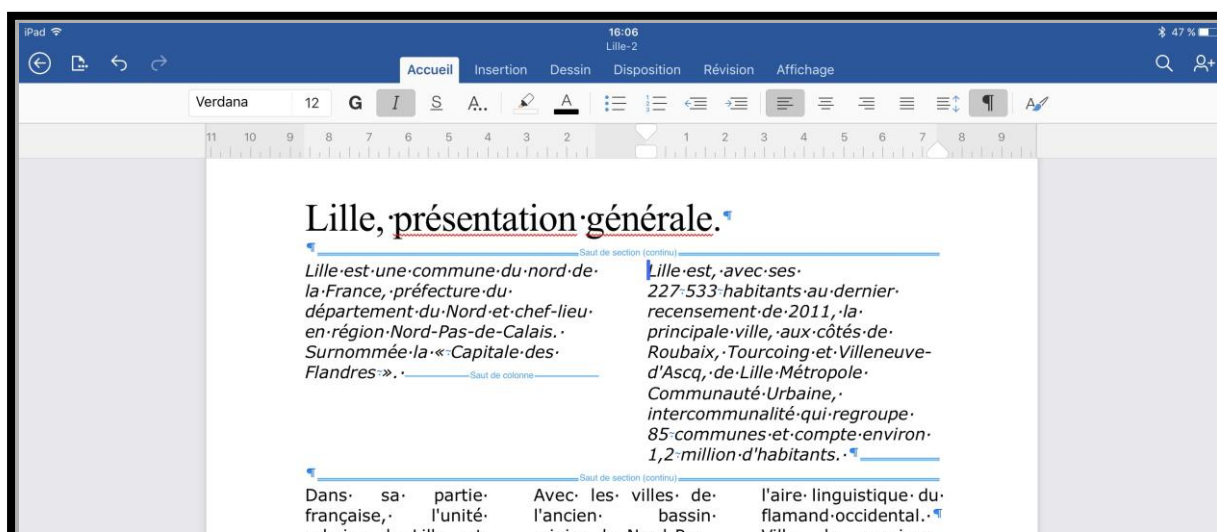 iPad
16:06
47 %
Lille-2
Accueil Insertion Dessin Disposition Révision Affichage
Verdana 12 G I S A.. A
11 10 9 8 7 6 5 4 3 2 1 2 3 4 5 6 7 8 9
Lille, présentation générale.¶
¶ Saut de section (continu)
Lille est une commune du nord de
la France, préfecture du
département du Nord et chef-lieu
en région Nord-Pas-de-Calais.
Surnommée la « Capitale des
Flandres ». Saut de colonne
Lille est, avec ses
227 533 habitants au dernier
recensement de 2011, la
principale ville, aux côtés de
Roubaix, Tourcoing et Villeneuve-
d'Ascq, de Lille Métropole
Communauté Urbaine,
intercommunalité qui regroupe
85 communes et compte environ
1,2 million d'habitants. ¶
¶ Saut de section (continu)
Dans sa partie
française, l'unité
Avec les villes de
l'ancien bassin
l'aire linguistique du
flamand occidental. ¶